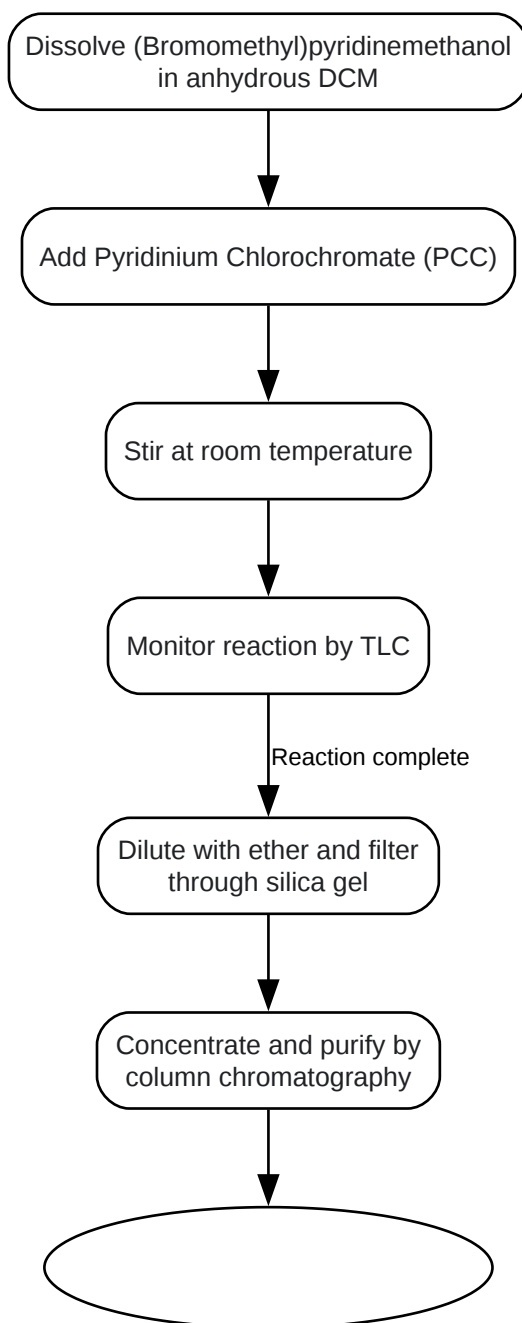 Dissolve (Bromomethyl)pyridinemethanol
in anhydrous DCM
Add Pyridinium Chlorochromate (PCC)
Stir at room temperature
Monitor reaction by TLC
Reaction complete
Dilute with ether and filter
through silica gel
Concentrate and purify by
column chromatography